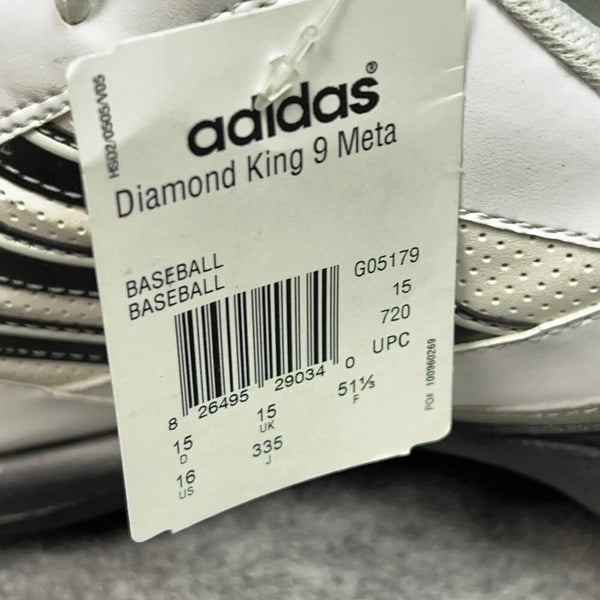 HS02/0505/V05
adidas®
Diamond King 9 Meta
BASEBALL
BASEBALL
G05179
15
720
UPC
8 26495 29034 0
15
D
15
UK
51⅓
F
16
US
335
J
PO# 100960269